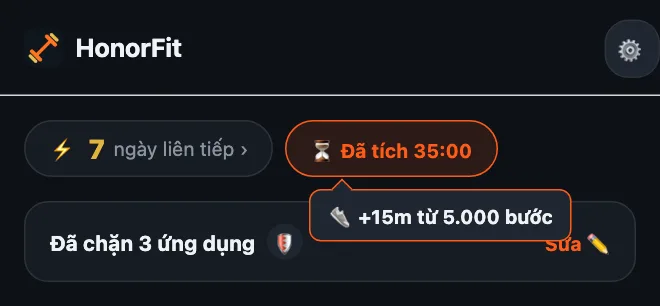 HonorFit
7 ngày liên tiếp ›
Đã tích 35:00
+15m từ 5.000 bước
Đã chặn 3 ứng dụng
Sửa